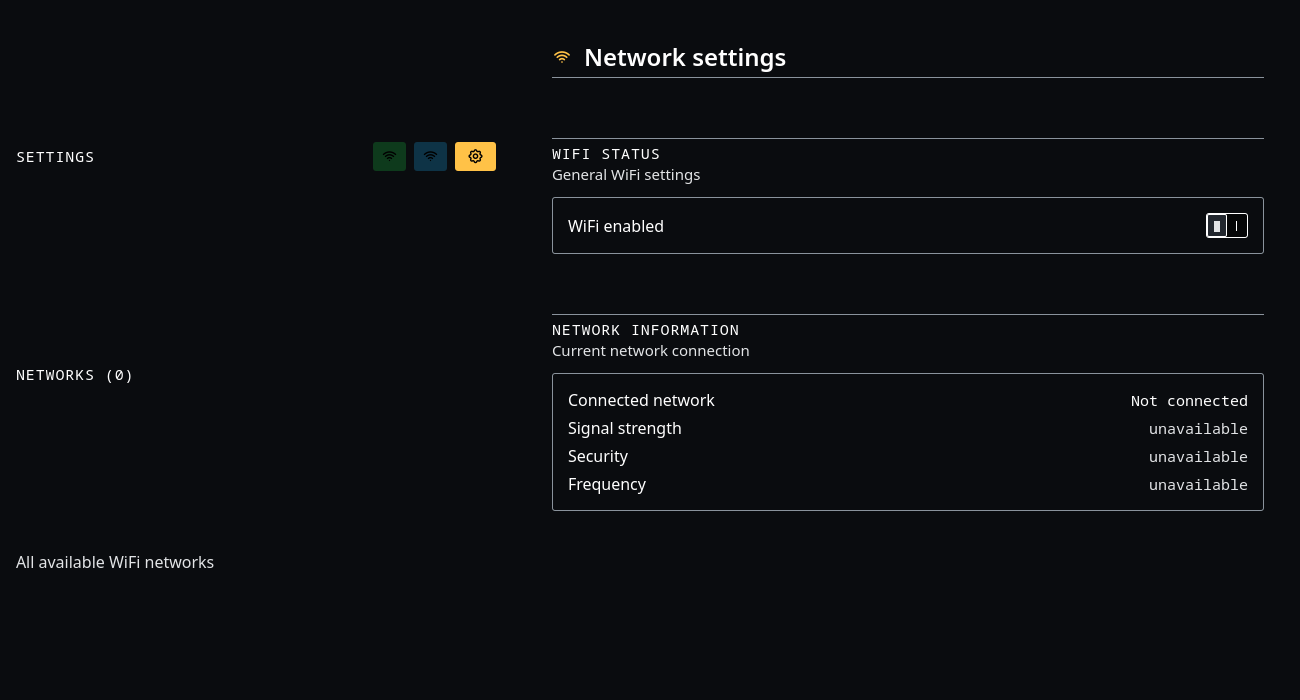 Network settings
SETTINGS
NETWORKS (0)
All available WiFi networks
WIFI STATUS
General WiFi settings
WiFi enabled
NETWORK INFORMATION
Current network connection
Connected network Not connected
Signal strength unavailable
Security unavailable
Frequency unavailable